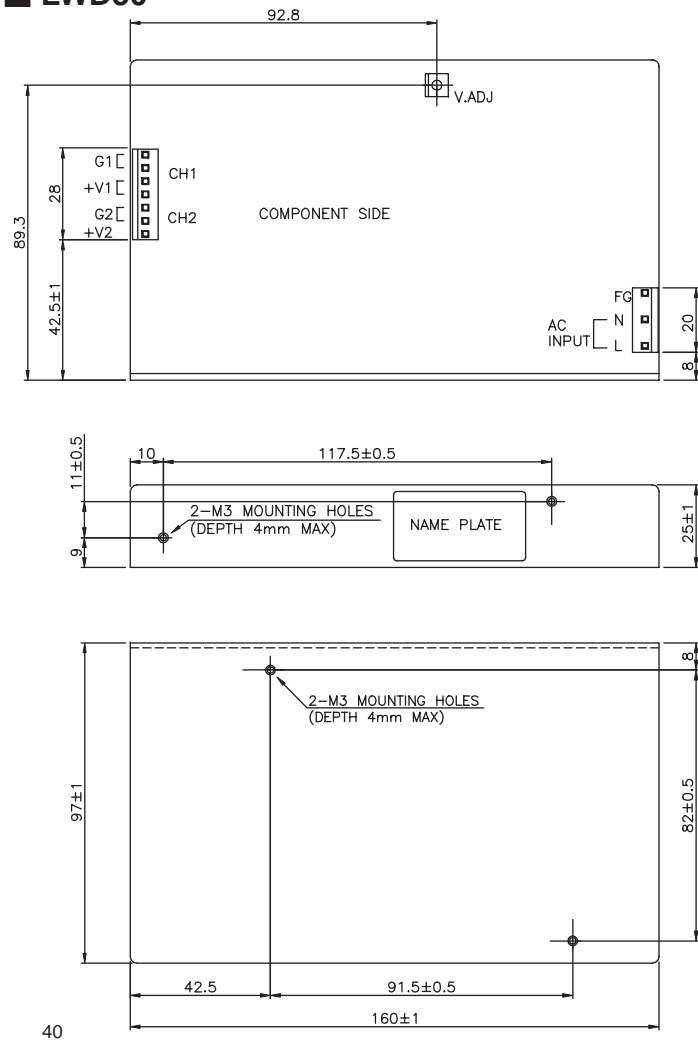 92.8
V.ADJ
G1
CH1
+V1
28
G2
CH2
+V2
COMPONENT SIDE
89.3
42.5±1
FG
AC
INPUT
N
L
20
8
11±0.5
10
117.5±0.5
2-M3 MOUNTING HOLES
(DEPTH 4mm MAX)
NAME PLATE
25±1
9
8
2-M3 MOUNTING HOLES
(DEPTH 4mm MAX)
97±1
82±0.5
42.5
91.5±0.5
160±1
40